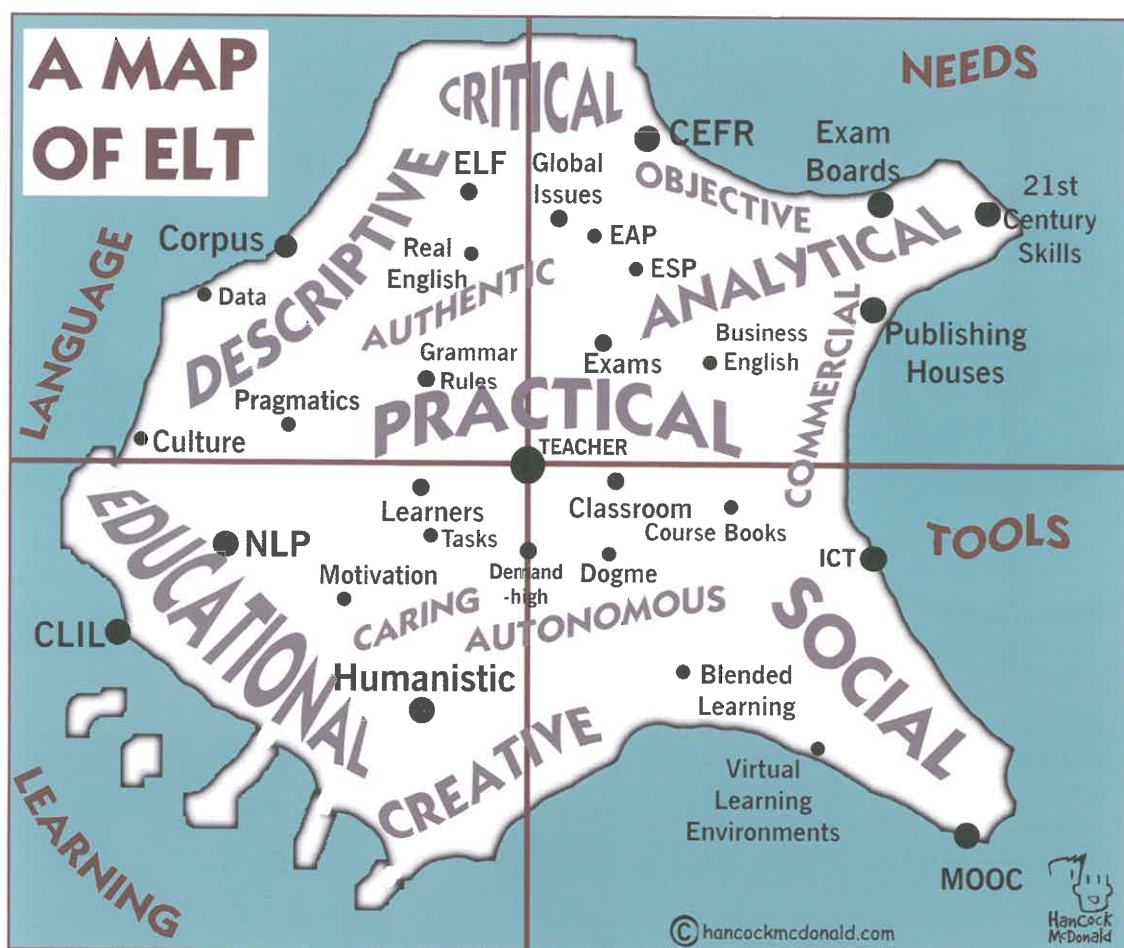 A MAP
OF ELT
NEEDS
CRITICAL
CEFR
Exam
Boards
ELF
Global
Issues
OBJECTIVE
21st
Century
Skills
DESCRIPTIVE
Corpus
Real
English
EAP
ESP
ANALYTICAL
LANGUAGE
Data
AUTHENTIC
COMMERCIAL
Publishing
Houses
Grammar
Rules
Exams
Business
English
Pragmatics
PRACTICAL
Culture
TEACHER
EDUCATIONAL
Learners
Classroom
NLP
Tasks
Course Books
TOOLS
Motivation
Demand
-high
Dogme
ICT
CARING
AUTONOMOUS
SOCIAL
CLIL
Humanistic
Blended
Learning
CREATIVE
LEARNING
Virtual
Learning
Environments
MOOC
© hancockmcdonald.com
HanCock
McDonald